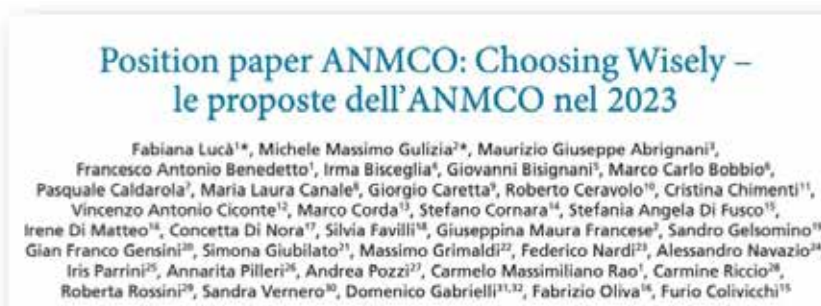 Position paper ANMCO: Choosing Wisely –
le proposte dell'ANMCO nel 2023
Fabiana Lucà¹*, Michele Massimo Gulizia²*, Maurizio Giuseppe Abrignani³,
Francesco Antonio Benedetto¹, Irma Bisceglia⁴, Giovanni Bisignani⁵, Marco Carlo Bobbio⁶,
Pasquale Caldarola⁷, Maria Laura Canale⁸, Giorgio Caretta⁹, Roberto Ceravolo¹⁰, Cristina Chimenti¹¹,
Vincenzo Antonio Ciconte¹², Marco Corda¹³, Stefano Cornara¹⁴, Stefania Angela Di Fusco¹⁵,
Irene Di Matteo¹⁶, Concetta Di Nora¹⁷, Silvia Favilli¹⁸, Giuseppina Maura Francese², Sandro Gelsomino¹⁹
Gian Franco Gensini²⁰, Simona Giubilato²¹, Massimo Grimaldi²², Federico Nardi²³, Alessandro Navazio²⁴
Iris Parrini²⁵, Annarita Pilleri²⁶, Andrea Pozzi²⁷, Carmelo Massimiliano Rao¹, Carmine Riccio²⁸,
Roberta Rossini²⁹, Sandra Vernero³⁰, Domenico Gabrielli³¹,³², Fabrizio Oliva¹⁶, Furio Colivicchi¹⁵